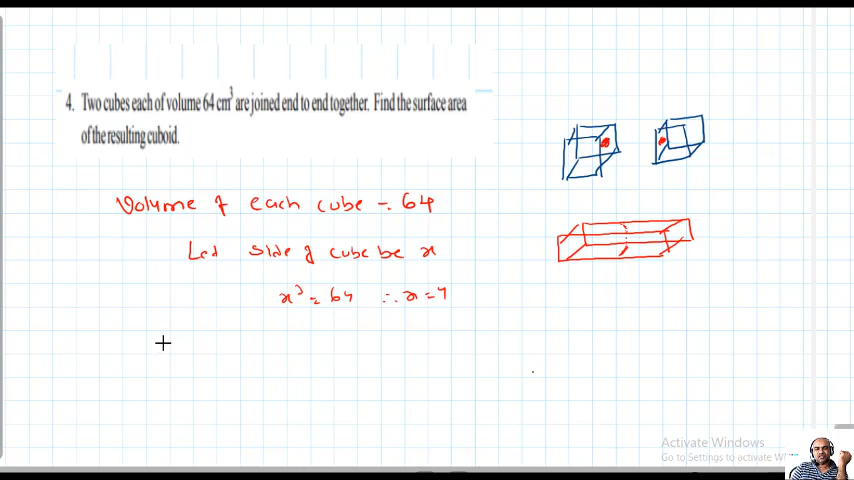 4. Two cubes each of volume 64 cm³ are joined end to end together. Find the surface area
of the resulting cuboid.
Volume of each cube = 64
Let side of cube be x
x³ = 64 ∴ x = 4
Activate Windows
Go to Settings to activate W